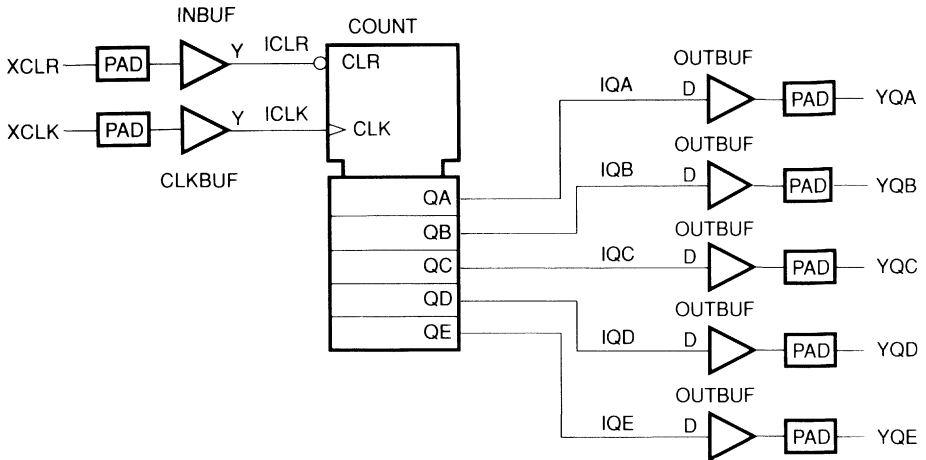 INBUF
XCLR PAD Y ICLR
COUNT
CLR
XCLK PAD Y ICLK
CLK
CLKBUF
QA
QB
QC
QD
QE
OUTBUF
IQA D PAD YQA
OUTBUF
IQB D PAD YQB
OUTBUF
IQC D PAD YQC
OUTBUF
IQD D PAD YQD
OUTBUF
IQE D PAD YQE